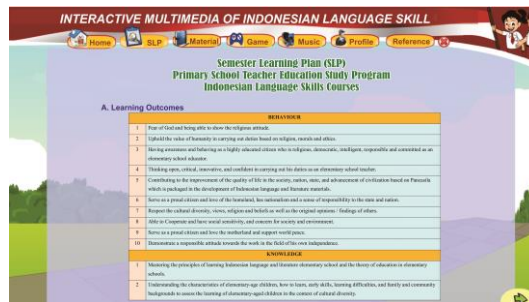 INTERACTIVE MULTIMEDIA OF INDONESIAN LANGUAGE SKILL
Home SLP Material Game Music Profile Reference
Semester Learning Plan (SLP)
Primary School Teacher Education Study Program
Indonesian Language Skills Courses
A. Learning Outcomes
BEHAVIOUR
1 Fear of God and being able to show the religious attitude.
2 Uphold the value of humanity in carrying out duties based on religion, morals and ethics.
3 Having awareness and behaving as a highly educated citizen who is religious, democratic, intelligent, responsible and committed as an
elementary school educator.
4 Thinking open, critical, innovative, and confident in carrying out his duties as an elementary school teacher.
5 Contributing to the improvement of the quality of life in the society, nation, state, and advancement of civilization based on Pancasila
which is packaged in the development of Indonesian language and literature materials.
6 Serve as a proud citizen and love of the homeland, has nationalism and a sense of responsibility to the state and nation.
7 Respect the cultural diversity, views, religion and beliefs as well as the original opinions / findings of others.
8 Able to Cooperate and have social sensitivity, and concern for society and environment.
9 Serve as a proud citizen and love the motherland and support world peace.
10 Demonstrate a responsible attitude towards the work in the field of his own independence.
KNOWLEDGE
1 Mastering the principles of learning Indonesian language and literature elementary school and the theory of education in elementary
schools.
2 Understanding the characteristics of elementary-age children, how to learn, early skills, learning difficulties, and family and community
backgrounds to assess the learning of elementary-aged children in the context of cultural diversity.